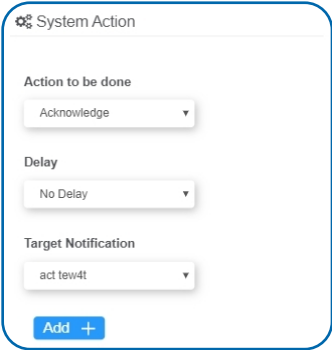 System Action
Action to be done
Acknowledge
Delay
No Delay
Target Notification
act tew4t
Add +